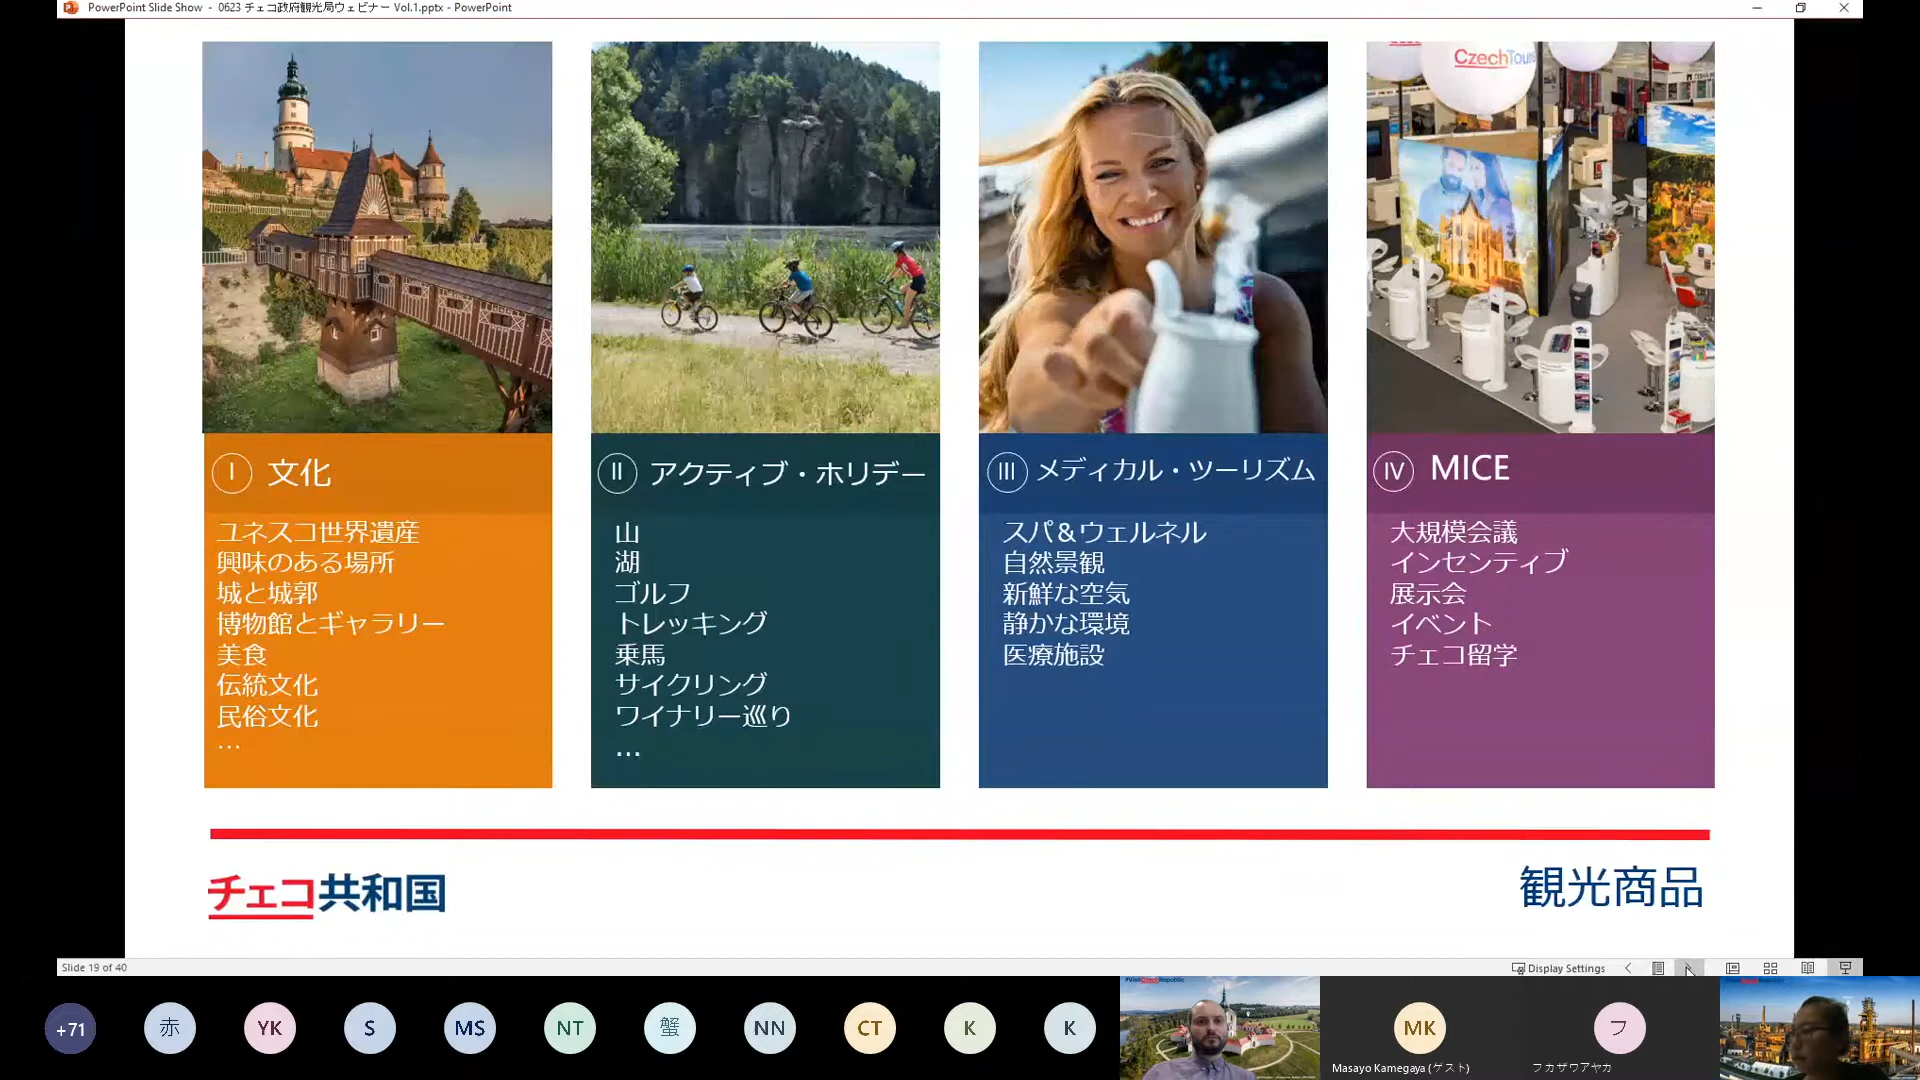 PowerPoint Slide Show - 0623 チェコ政府観光局ウェビナー Vol.1.pptx - PowerPoint
CzechTour
Ⅰ 文化
ユネスコ世界遺産
興味のある場所
城と城郭
博物館とギャラリー
美食
伝統文化
民俗文化
…
Ⅱ アクティブ・ホリデー
山
湖
ゴルフ
トレッキング
乗馬
サイクリング
ワイナリー巡り
…
Ⅲ メディカル・ツーリズム
スパ&ウェルネル
自然景観
新鮮な空気
静かな環境
医療施設
Ⅳ MICE
大規模会議
インセンティブ
展示会
イベント
チェコ留学
チェコ共和国
観光商品
Slide 19 of 40
Display Settings
+71
赤
YK
S
MS
NT
蟹
NN
CT
K
K
#VisitCzechRepublic
MK
Masayo Kamegaya (ゲスト)
フ
フカザワアヤカ